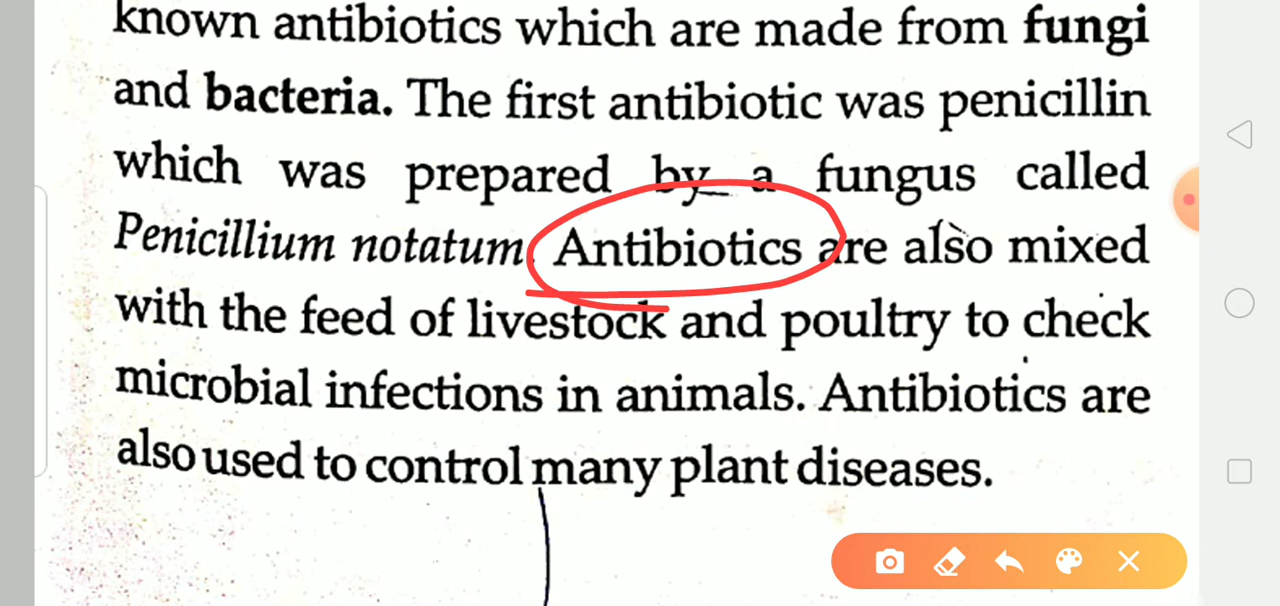 known antibiotics which are made from fungi
and bacteria. The first antibiotic was penicillin
which was prepared by a fungus called
Penicillium notatum. Antibiotics are also mixed
with the feed of livestock and poultry to check
microbial infections in animals. Antibiotics are
also used to control many plant diseases.